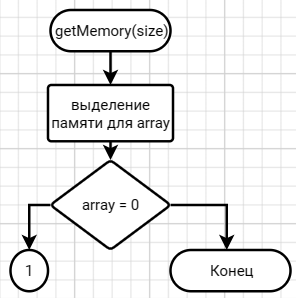 getMemory(size)
выделение
памяти для array
array = 0
1
Конец